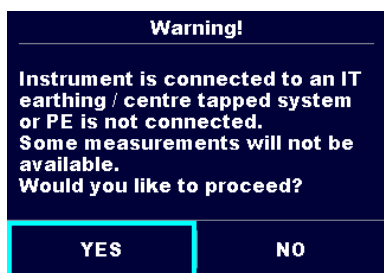 Warning!
Instrument is connected to an IT
earthing / centre tapped system
or PE is not connected.
Some measurements will not be
available.
Would you like to proceed?
YES
NO